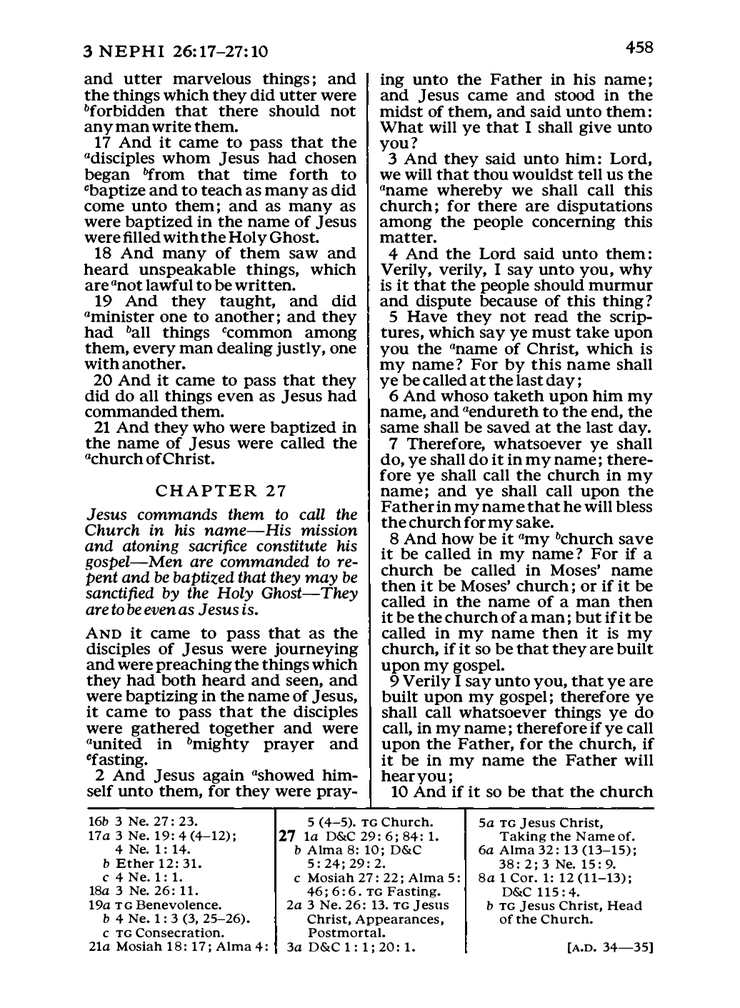 3 NEPHI 26:17–27:10
458
and utter marvelous things; and
the things which they did utter were
bforbidden that there should not
any man write them.
17 And it came to pass that the
adisciples whom Jesus had chosen
began bfrom that time forth to
cbaptize and to teach as many as did
come unto them; and as many as
were baptized in the name of Jesus
were filled with the Holy Ghost.
18 And many of them saw and
heard unspeakable things, which
are anot lawful to be written.
19 And they taught, and did
aminister one to another; and they
had ball things ccommon among
them, every man dealing justly, one
with another.
20 And it came to pass that they
did do all things even as Jesus had
commanded them.
21 And they who were baptized in
the name of Jesus were called the
achurch of Christ.
CHAPTER 27
Jesus commands them to call the
Church in his name—His mission
and atoning sacrifice constitute his
gospel—Men are commanded to re-
pent and be baptized that they may be
sanctified by the Holy Ghost—They
are to be even as Jesus is.
AND it came to pass that as the
disciples of Jesus were journeying
and were preaching the things which
they had both heard and seen, and
were baptizing in the name of Jesus,
it came to pass that the disciples
were gathered together and were
aunited in bmighty prayer and
cfasting.
2 And Jesus again ashowed him-
self unto them, for they were pray-
ing unto the Father in his name;
and Jesus came and stood in the
midst of them, and said unto them:
What will ye that I shall give unto
you?
3 And they said unto him: Lord,
we will that thou wouldst tell us the
aname whereby we shall call this
church; for there are disputations
among the people concerning this
matter.
4 And the Lord said unto them:
Verily, verily, I say unto you, why
is it that the people should murmur
and dispute because of this thing?
5 Have they not read the scrip-
tures, which say ye must take upon
you the aname of Christ, which is
my name? For by this name shall
ye be called at the last day;
6 And whoso taketh upon him my
name, and aendureth to the end, the
same shall be saved at the last day.
7 Therefore, whatsoever ye shall
do, ye shall do it in my name; there-
fore ye shall call the church in my
name; and ye shall call upon the
Father in my name that he will bless
the church for my sake.
8 And how be it amy bchurch save
it be called in my name? For if a
church be called in Moses' name
then it be Moses' church; or if it be
called in the name of a man then
it be the church of a man; but if it be
called in my name then it is my
church, if it so be that they are built
upon my gospel.
9 Verily I say unto you, that ye are
built upon my gospel; therefore ye
shall call whatsoever things ye do
call, in my name; therefore if ye call
upon the Father, for the church, if
it be in my name the Father will
hear you;
10 And if it so be that the church
16b 3 Ne. 27: 23.
17a 3 Ne. 19: 4 (4–12);
4 Ne. 1: 14.
b Ether 12: 31.
c 4 Ne. 1: 1.
18a 3 Ne. 26: 11.
19a TG Benevolence.
b 4 Ne. 1: 3 (3, 25–26).
c TG Consecration.
21a Mosiah 18: 17; Alma 4:
5 (4–5). TG Church.
27 1a D&C 29: 6; 84: 1.
b Alma 8: 10; D&C
5: 24; 29: 2.
c Mosiah 27: 22; Alma 5:
46; 6: 6. TG Fasting.
2a 3 Ne. 26: 13. TG Jesus
Christ, Appearances,
Postmortal.
3a D&C 1: 1; 20: 1.
5a TG Jesus Christ,
Taking the Name of.
6a Alma 32: 13 (13–15);
38: 2; 3 Ne. 15: 9.
8a 1 Cor. 1: 12 (11–13);
D&C 115: 4.
b TG Jesus Christ, Head
of the Church.
[A.D. 34—35]